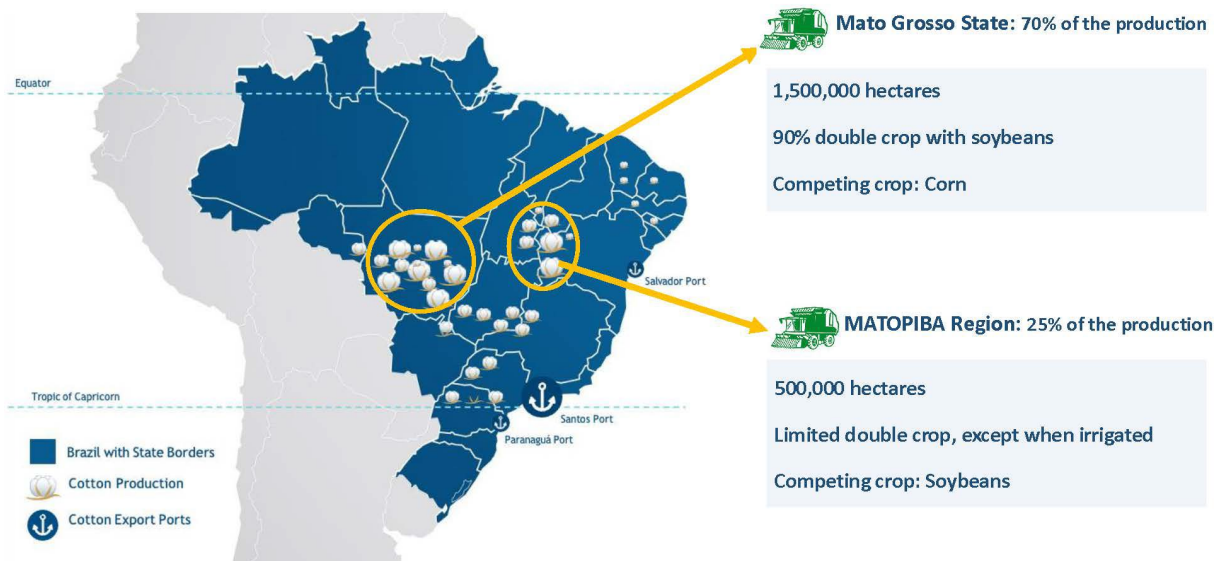 Mato Grosso State: 70% of the production
1,500,000 hectares
90% double crop with soybeans
Competing crop: Corn
Equator
Salvador Port
MATOPIBA Region: 25% of the production
500,000 hectares
Limited double crop, except when irrigated
Competing crop: Soybeans
Tropic of Capricorn
Santos Port
Paranaguá Port
Brazil with State Borders
Cotton Production
Cotton Export Ports